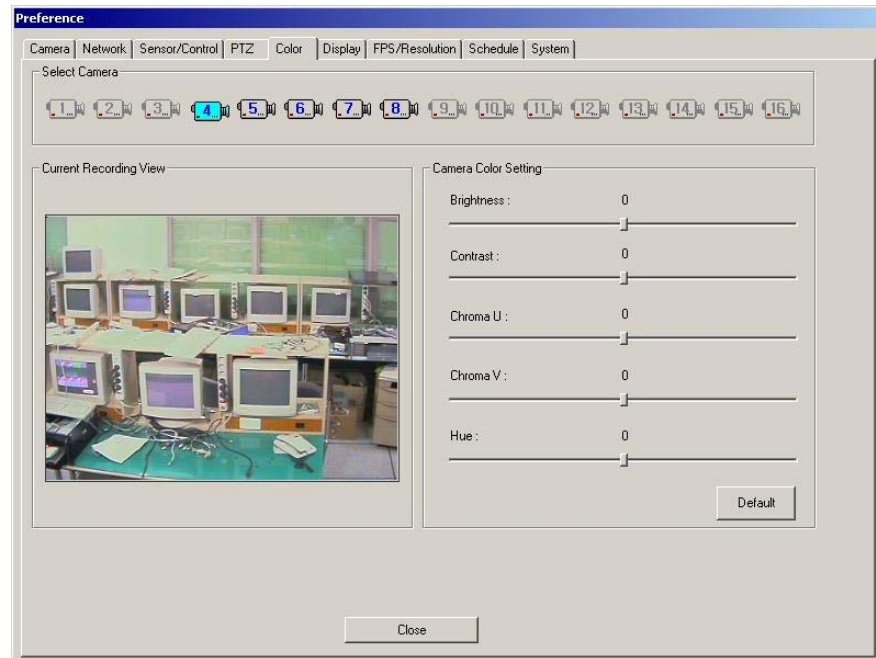 Preference
Camera Network Sensor/Control PTZ Color Display FPS/Resolution Schedule System
Select Camera
1... 2... 3... 4... 5... 6... 7... 8... 9... 10... 11... 12... 13... 14... 15... 16...
Current Recording View
Camera Color Setting
Brightness : 0
Contrast : 0
Chroma U : 0
Chroma V : 0
Hue : 0
Default
Close